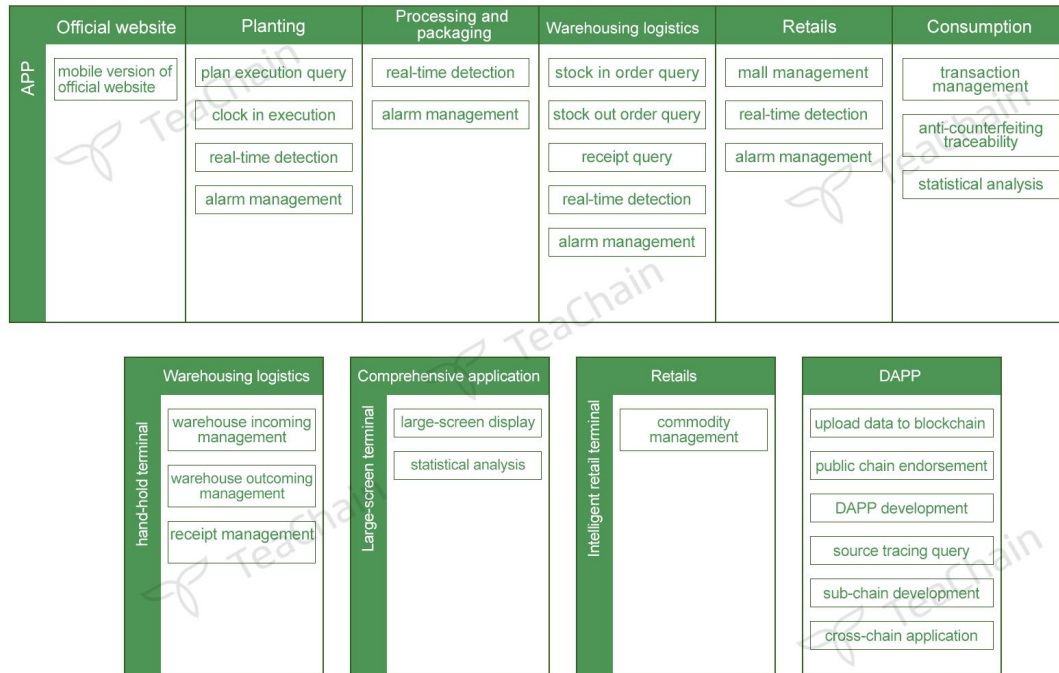 APP
Official website
mobile version of
official website
Planting
plan execution query
clock in execution
real-time detection
alarm management
Processing and
packaging
real-time detection
alarm management
Warehousing logistics
stock in order query
stock out order query
receipt query
real-time detection
alarm management
Retails
mall management
real-time detection
alarm management
Consumption
transaction
management
anti-counterfeiting
traceability
statistical analysis
hand-hold terminal
Warehousing logistics
warehouse incoming
management
warehouse outcoming
management
receipt management
Large-screen terminal
Comprehensive application
large-screen display
statistical analysis
Intelligent retail terminal
Retails
commodity
management
DAPP
upload data to blockchain
public chain endorsement
DAPP development
source tracing query
sub-chain development
cross-chain application
TeaChain
TeaChain
TeaChain
TeaChain
TeaChain